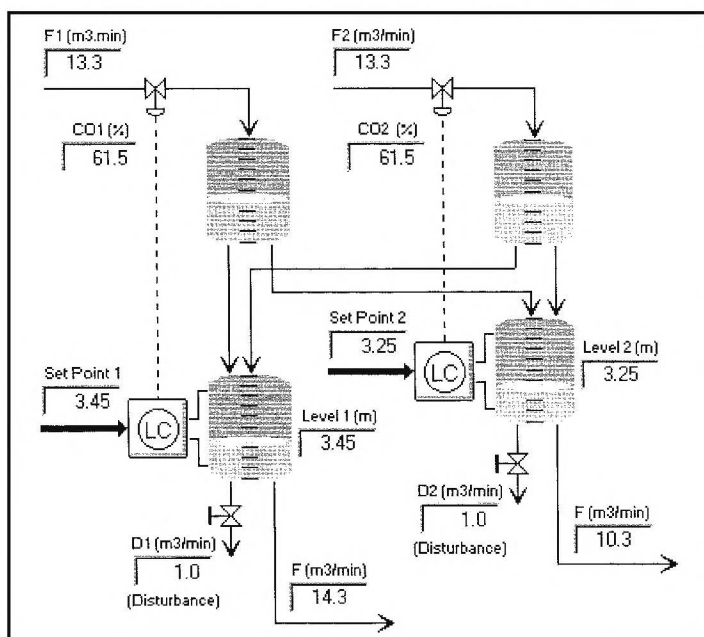 F1 (m3.min)
13.3
F2 (m3/min)
13.3
CO1 (%)
61.5
CO2 (%)
61.5
Set Point 2
3.25
LC
Level 2 (m)
3.25
Set Point 1
3.45
LC
Level 1 (m)
3.45
D2 (m3/min)
1.0
(Disturbance)
F (m3/min)
10.3
D1 (m3/min)
1.0
(Disturbance)
F (m3/min)
14.3